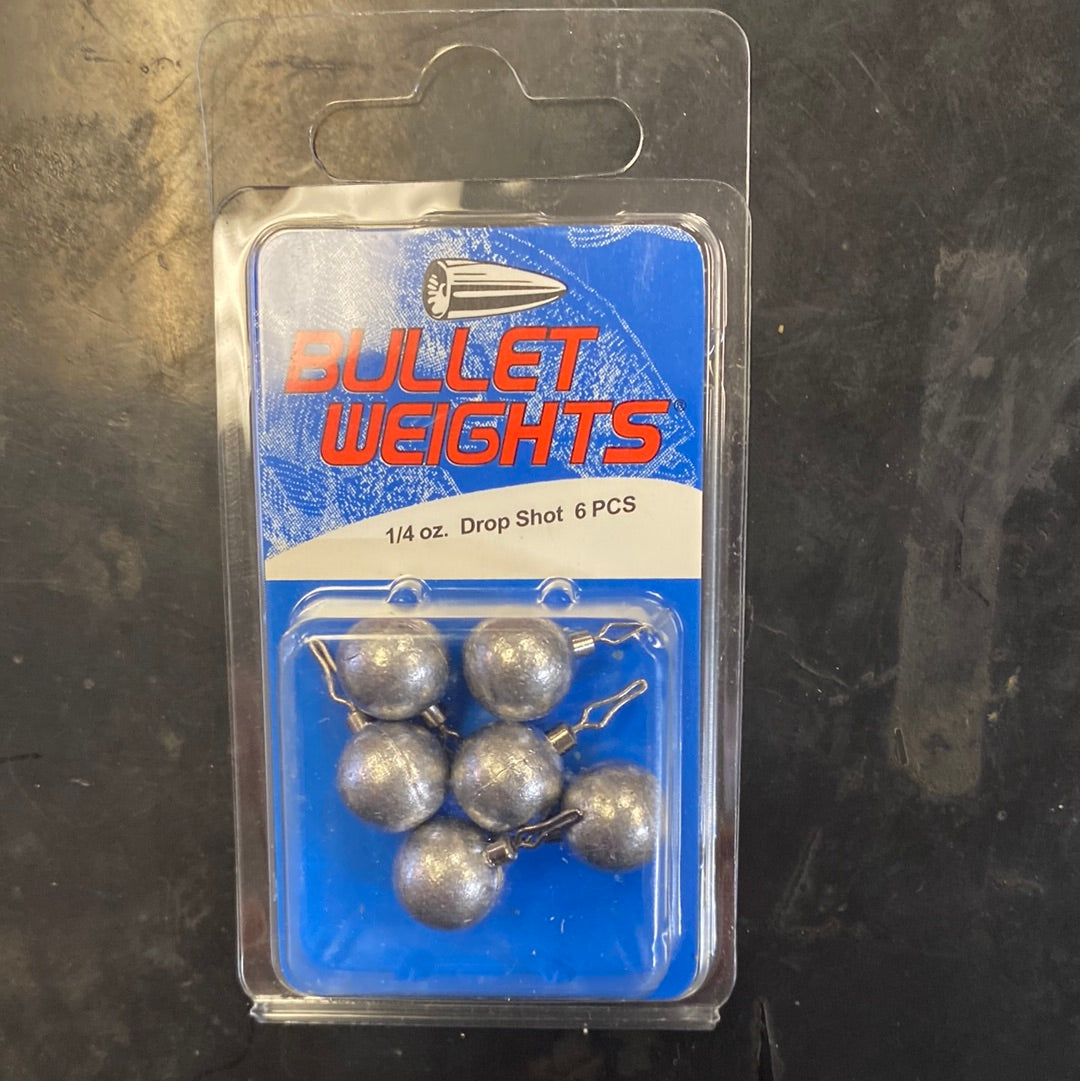 BULLET
WEIGHTS®
1/4 oz. Drop Shot 6 PCS